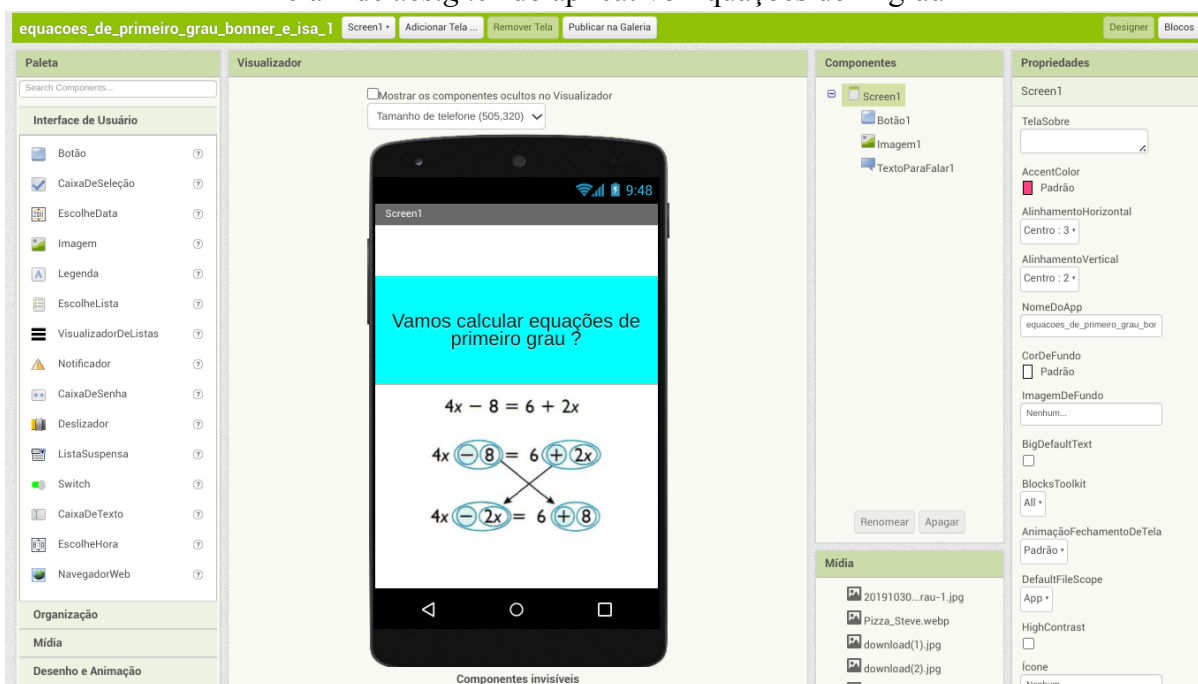 equacoes_de_primeiro_grau_bonner_e_isa_1 Screen1 Adicionar Tela ... Remover Tela Publicar na Galeria Designer Blocos
Paleta
Search Components...
Interface de Usuário
Botão
CaixaDeSeleção
EscolheData
Imagem
Legenda
EscolheLista
VisualizadorDeListas
Notificador
CaixaDeSenha
Deslizador
ListaSuspensa
Switch
CaixaDeTexto
EscolheHora
NavegadorWeb
Organização
Mídia
Desenho e Animação
Visualizador
Mostrar os componentes ocultos no Visualizador
Tamanho de telefone (505,320)
9:48
Screen1
Vamos calcular equações de
primeiro grau ?
4x − 8 = 6 + 2x
4x − 8 = 6 + 2x
4x − 2x = 6 + 8
Componentes invisíveis
Componentes
Screen1
Botão1
Imagem1
TextoParaFalar1
Renomear Apagar
Mídia
20191030...rau-1.jpg
Pizza_Steve.webp
download(1).jpg
download(2).jpg
Propriedades
Screen1
TelaSobre
AccentColor
Padrão
AlinhamentoHorizontal
Centro : 3
AlinhamentoVertical
Centro : 2
NomeDoApp
equacoes_de_primeiro_grau_bor
CorDeFundo
Padrão
ImagemDeFundo
Nenhum...
BigDefaultText
BlocksToolkit
All
AnimaçãoFechamentoDeTela
Padrão
DefaultFileScope
App
HighContrast
Ícone